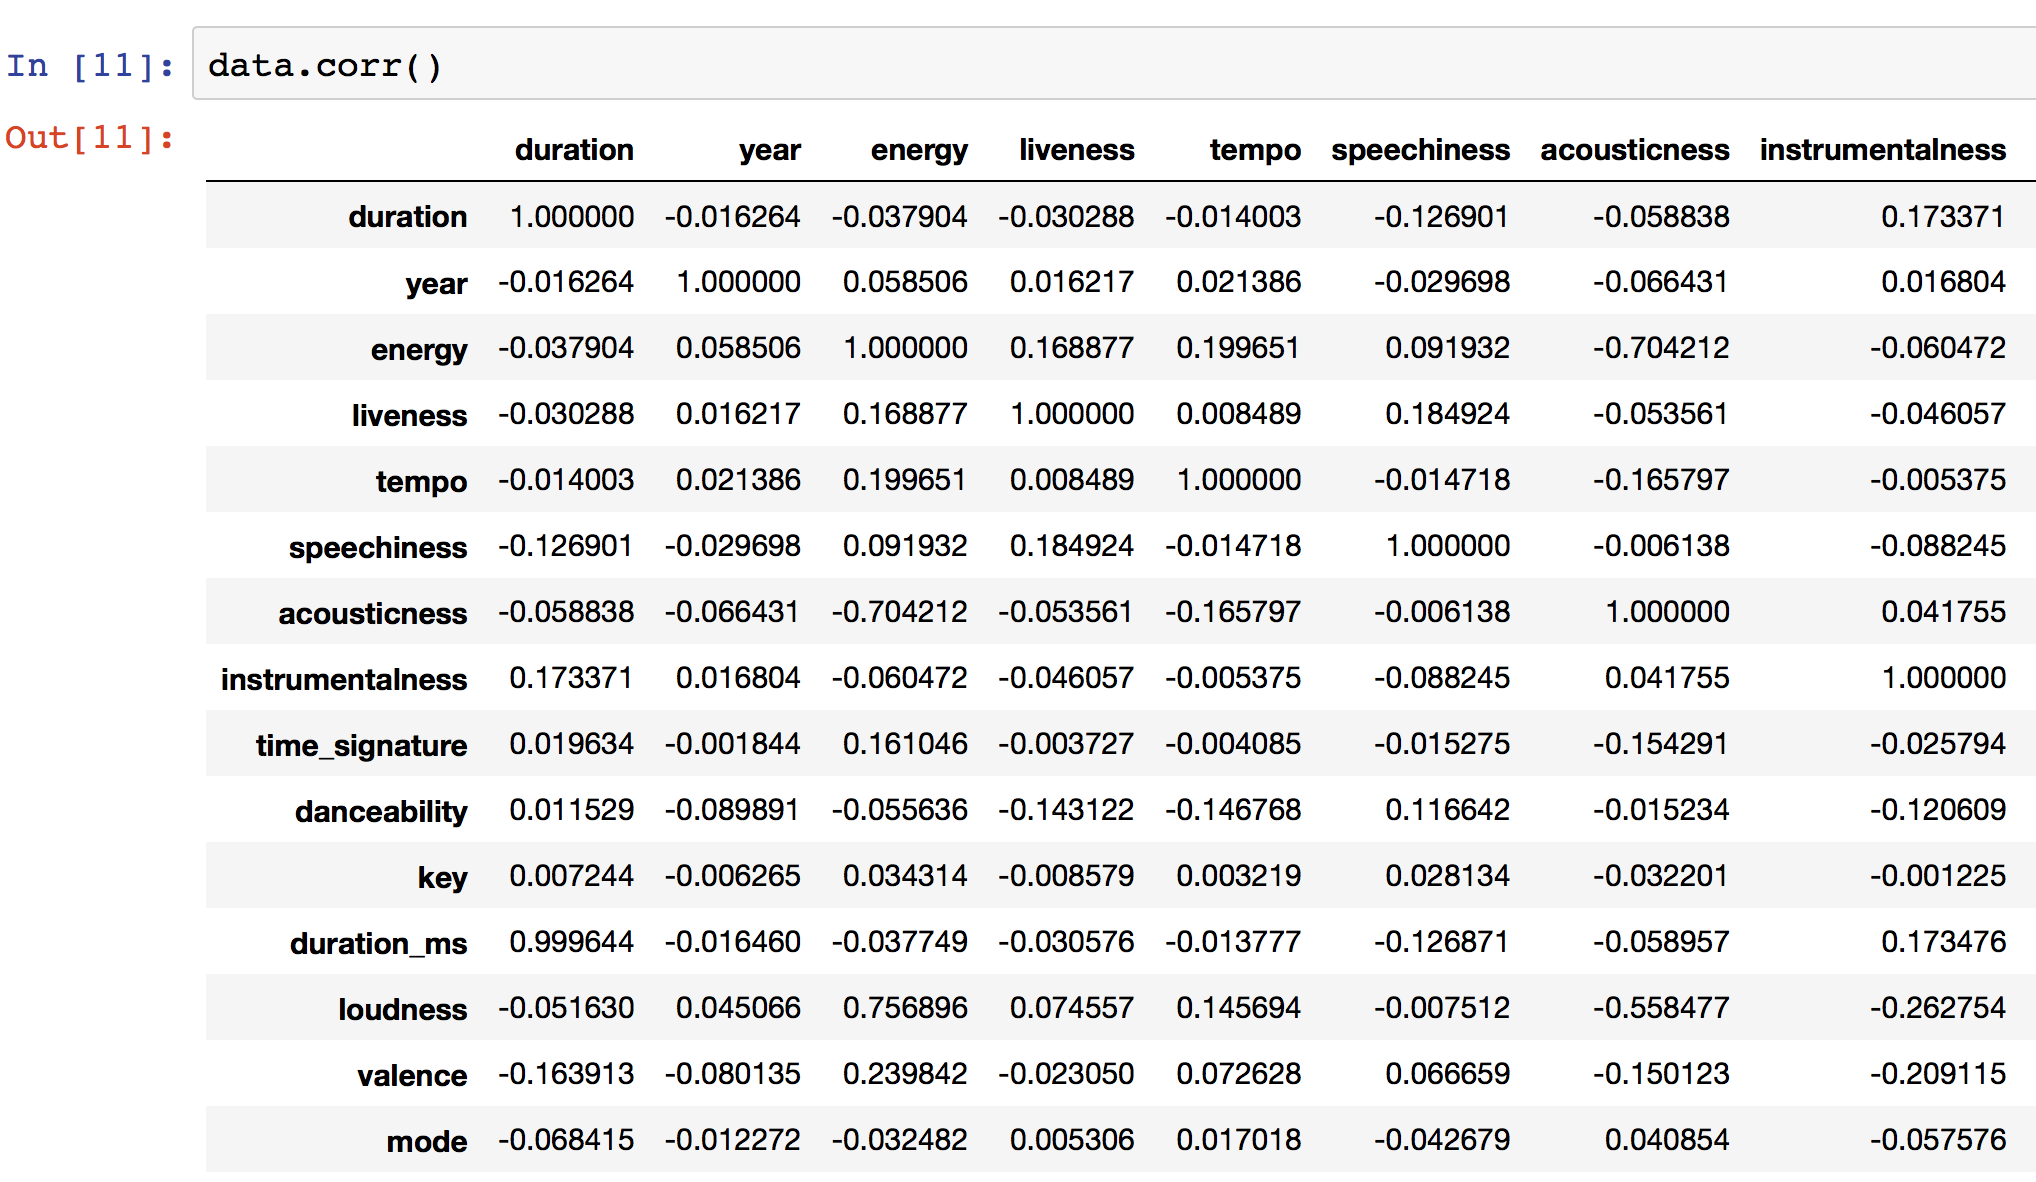 In [11]: data.corr()
Out[11]:
duration year energy liveness tempo speechiness acousticness instrumentalness
duration 1.000000 -0.016264 -0.037904 -0.030288 -0.014003 -0.126901 -0.058838 0.173371
year -0.016264 1.000000 0.058506 0.016217 0.021386 -0.029698 -0.066431 0.016804
energy -0.037904 0.058506 1.000000 0.168877 0.199651 0.091932 -0.704212 -0.060472
liveness -0.030288 0.016217 0.168877 1.000000 0.008489 0.184924 -0.053561 -0.046057
tempo -0.014003 0.021386 0.199651 0.008489 1.000000 -0.014718 -0.165797 -0.005375
speechiness -0.126901 -0.029698 0.091932 0.184924 -0.014718 1.000000 -0.006138 -0.088245
acousticness -0.058838 -0.066431 -0.704212 -0.053561 -0.165797 -0.006138 1.000000 0.041755
instrumentalness 0.173371 0.016804 -0.060472 -0.046057 -0.005375 -0.088245 0.041755 1.000000
time_signature 0.019634 -0.001844 0.161046 -0.003727 -0.004085 -0.015275 -0.154291 -0.025794
danceability 0.011529 -0.089891 -0.055636 -0.143122 -0.146768 0.116642 -0.015234 -0.120609
key 0.007244 -0.006265 0.034314 -0.008579 0.003219 0.028134 -0.032201 -0.001225
duration_ms 0.999644 -0.016460 -0.037749 -0.030576 -0.013777 -0.126871 -0.058957 0.173476
loudness -0.051630 0.045066 0.756896 0.074557 0.145694 -0.007512 -0.558477 -0.262754
valence -0.163913 -0.080135 0.239842 -0.023050 0.072628 0.066659 -0.150123 -0.209115
mode -0.068415 -0.012272 -0.032482 0.005306 0.017018 -0.042679 0.040854 -0.057576